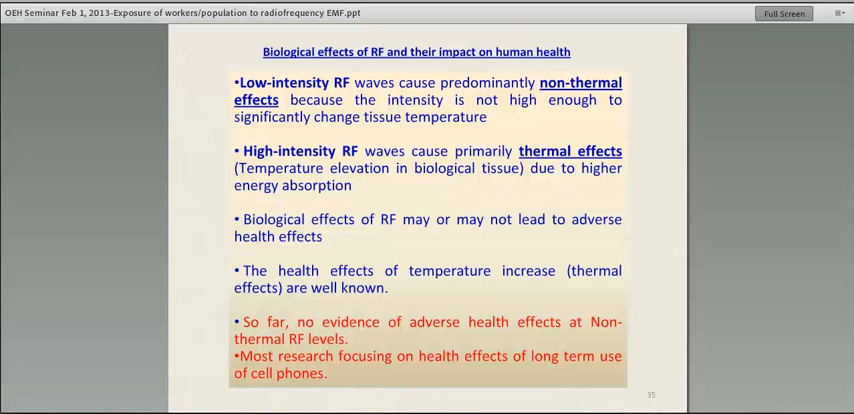 OEH Seminar Feb 1, 2013-Exposure of workers/population to radiofrequency EMF.ppt
Full Screen
Biological effects of RF and their impact on human health
•Low-intensity RF waves cause predominantly non-thermal
effects because the intensity is not high enough to
significantly change tissue temperature
• High-intensity RF waves cause primarily thermal effects
(Temperature elevation in biological tissue) due to higher
energy absorption
• Biological effects of RF may or may not lead to adverse
health effects
• The health effects of temperature increase (thermal
effects) are well known.
• So far, no evidence of adverse health effects at Non-
thermal RF levels.
•Most research focusing on health effects of long term use
of cell phones.
35